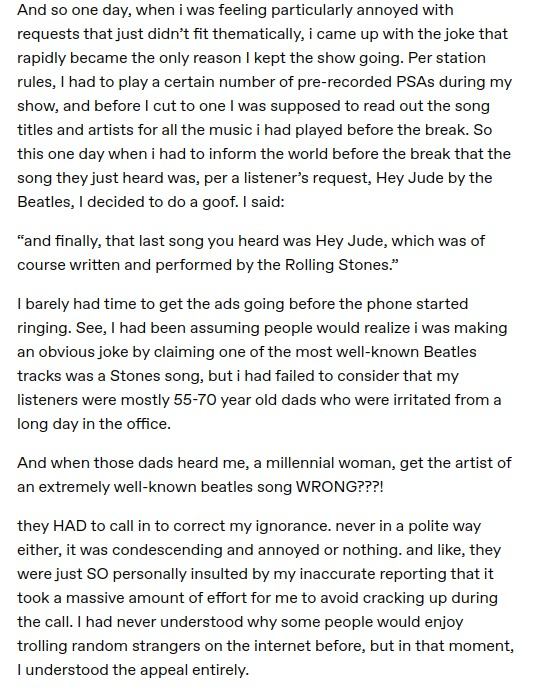 And so one day, when i was feeling particularly annoyed with
requests that just didn't fit thematically, i came up with the joke that
rapidly became the only reason I kept the show going. Per station
rules, I had to play a certain number of pre-recorded PSAs during my
show, and before I cut to one I was supposed to read out the song
titles and artists for all the music i had played before the break. So
this one day when i had to inform the world before the break that the
song they just heard was, per a listener's request, Hey Jude by the
Beatles, I decided to do a goof. I said:
“and finally, that last song you heard was Hey Jude, which was of
course written and performed by the Rolling Stones.”
I barely had time to get the ads going before the phone started
ringing. See, I had been assuming people would realize i was making
an obvious joke by claiming one of the most well-known Beatles
tracks was a Stones song, but i had failed to consider that my
listeners were mostly 55-70 year old dads who were irritated from a
long day in the office.
And when those dads heard me, a millennial woman, get the artist of
an extremely well-known beatles song WRONG???!
they HAD to call in to correct my ignorance. never in a polite way
either, it was condescending and annoyed or nothing. and like, they
were just SO personally insulted by my inaccurate reporting that it
took a massive amount of effort for me to avoid cracking up during
the call. I had never understood why some people would enjoy
trolling random strangers on the internet before, but in that moment,
I understood the appeal entirely.